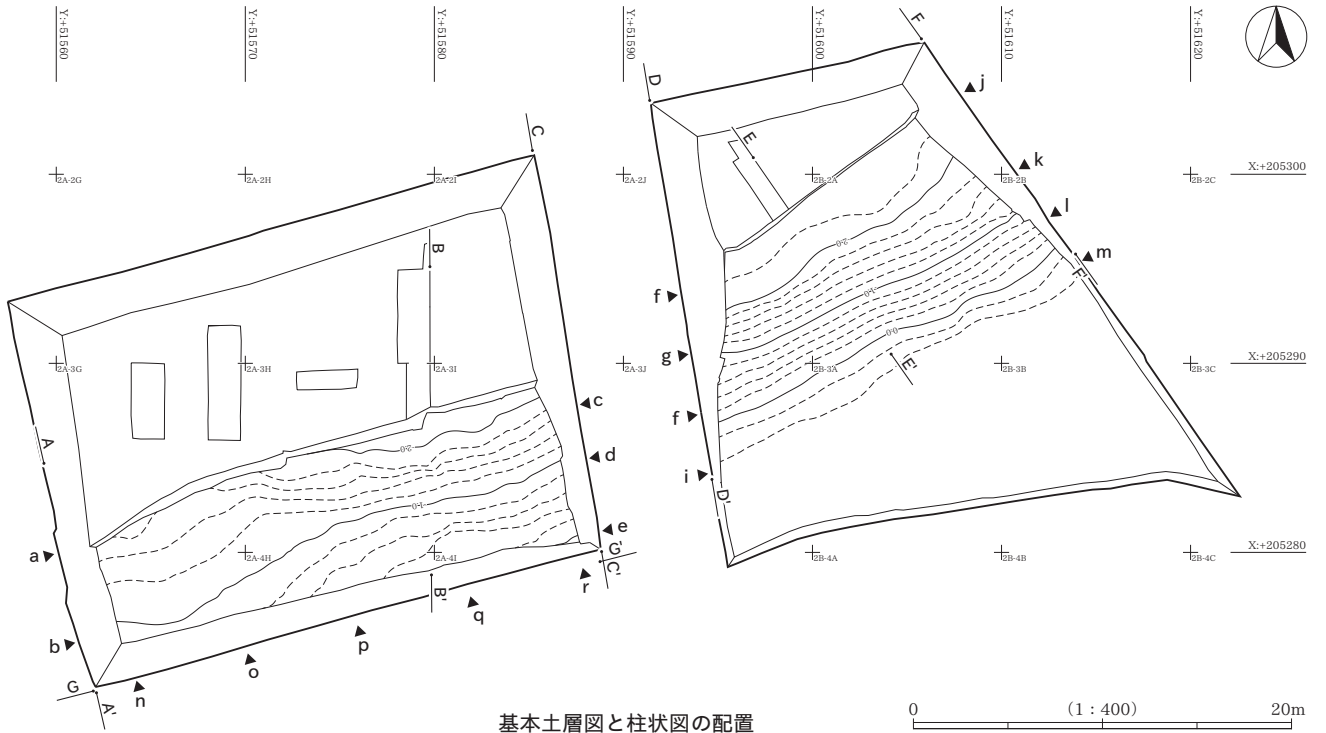 Y:+51560
Y:+51570
Y:+51580
Y:+51590
Y:+51600
Y:+51610
Y:+51620
F
D
j
C
E
k
2A-2G
2A-2H
2A-2I
2A-2J
2B-2A
2B-2B
2B-2C
X:+205300
l
B
-2.0
m
F'
f
-1.0
0.0
g
E'
2A-3G
2A-3H
2A-3I
2A-3J
2B-3A
2B-3B
2B-3C
X:+205290
c
f
A
-2.0
d
i
D'
-1.0
e
a
2A-4H
2A-4I
G'
2B-4A
2B-4B
2B-4C
X:+205280
C'
r
B'
q
b
p
o
G
n
A'
基本土層図と柱状図の配置
0
（1：400）
20m